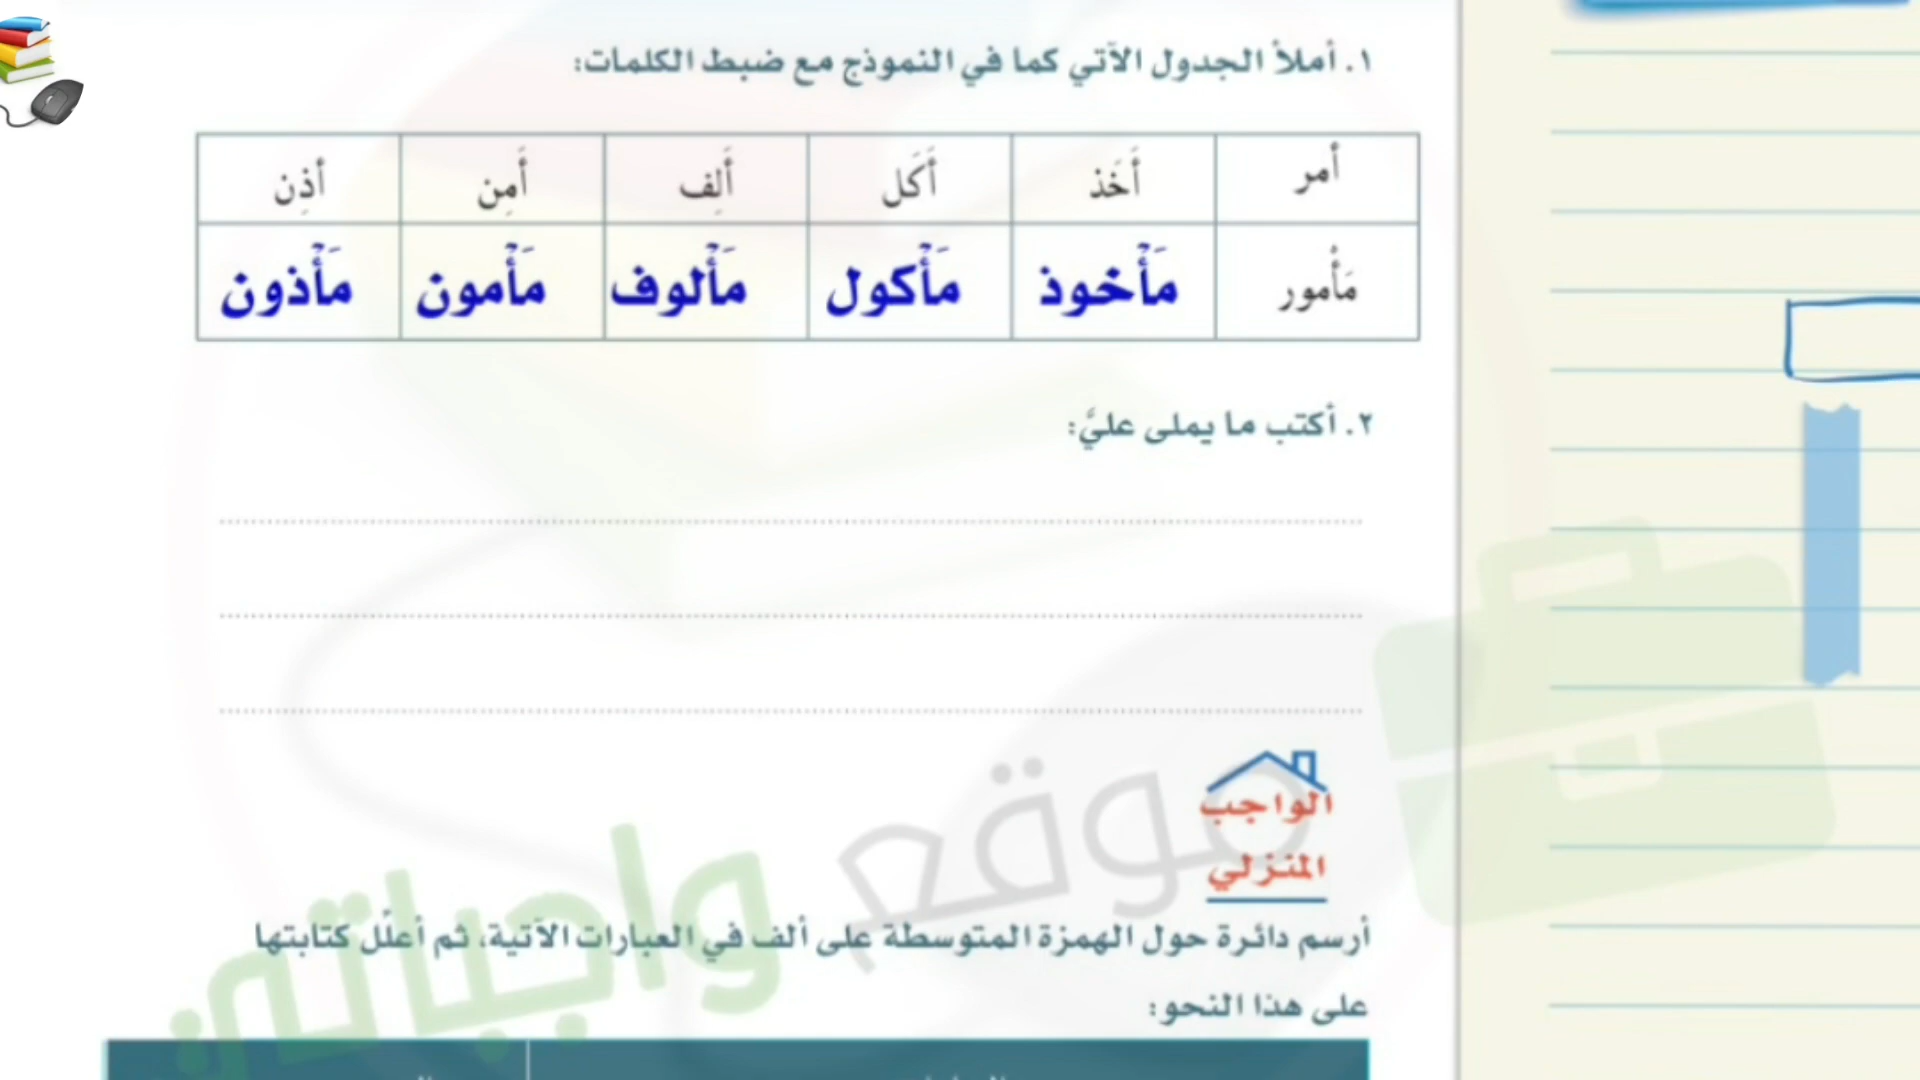 ١. أملأ الجدول الآتي كما في النموذج مع ضبط الكلمات:
أَمر أَخَذ أَكَل أَلِف أَمِن أذِن
مَأْمور مَأْخوذ مَأْكول مَأْلوف مَأْمون مَأْذون
٢. أكتب ما يملى عليَّ:
الواجب
المنزلي
موقع واجباتي
أرسم دائرة حول الهمزة المتوسطة على ألف في العبارات الآتية، ثم أعلّل كتابتها
على هذا النحو: